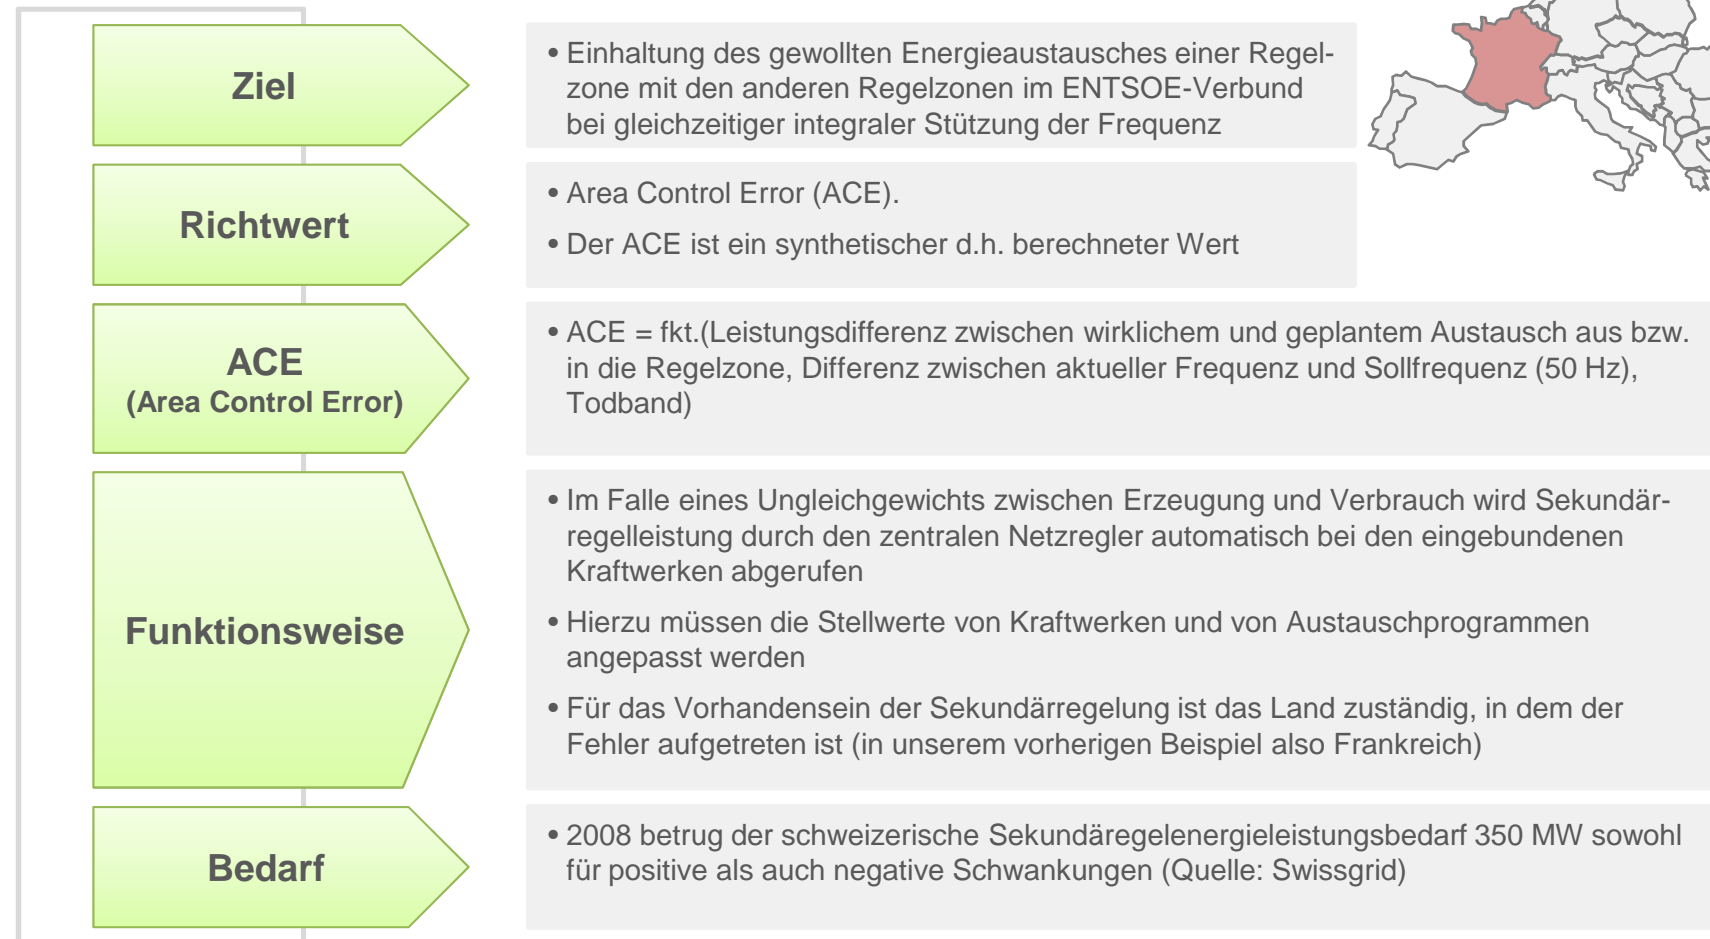 Ziel
• Einhaltung des gewollten Energieaustausches einer Regel-
zone mit den anderen Regelzonen im ENTSOE-Verbund
bei gleichzeitiger integraler Stützung der Frequenz
Richtwert
• Area Control Error (ACE).
• Der ACE ist ein synthetischer d.h. berechneter Wert
ACE
(Area Control Error)
• ACE = fkt.(Leistungsdifferenz zwischen wirklichem und geplantem Austausch aus bzw.
in die Regelzone, Differenz zwischen aktueller Frequenz und Sollfrequenz (50 Hz),
Todband)
Funktionsweise
• Im Falle eines Ungleichgewichts zwischen Erzeugung und Verbrauch wird Sekundär-
regelleistung durch den zentralen Netzregler automatisch bei den eingebundenen
Kraftwerken abgerufen
• Hierzu müssen die Stellwerte von Kraftwerken und von Austauschprogrammen
angepasst werden
• Für das Vorhandensein der Sekundärregelung ist das Land zuständig, in dem der
Fehler aufgetreten ist (in unserem vorherigen Beispiel also Frankreich)
Bedarf
• 2008 betrug der schweizerische Sekundäregelenergieleistungsbedarf 350 MW sowohl
für positive als auch negative Schwankungen (Quelle: Swissgrid)